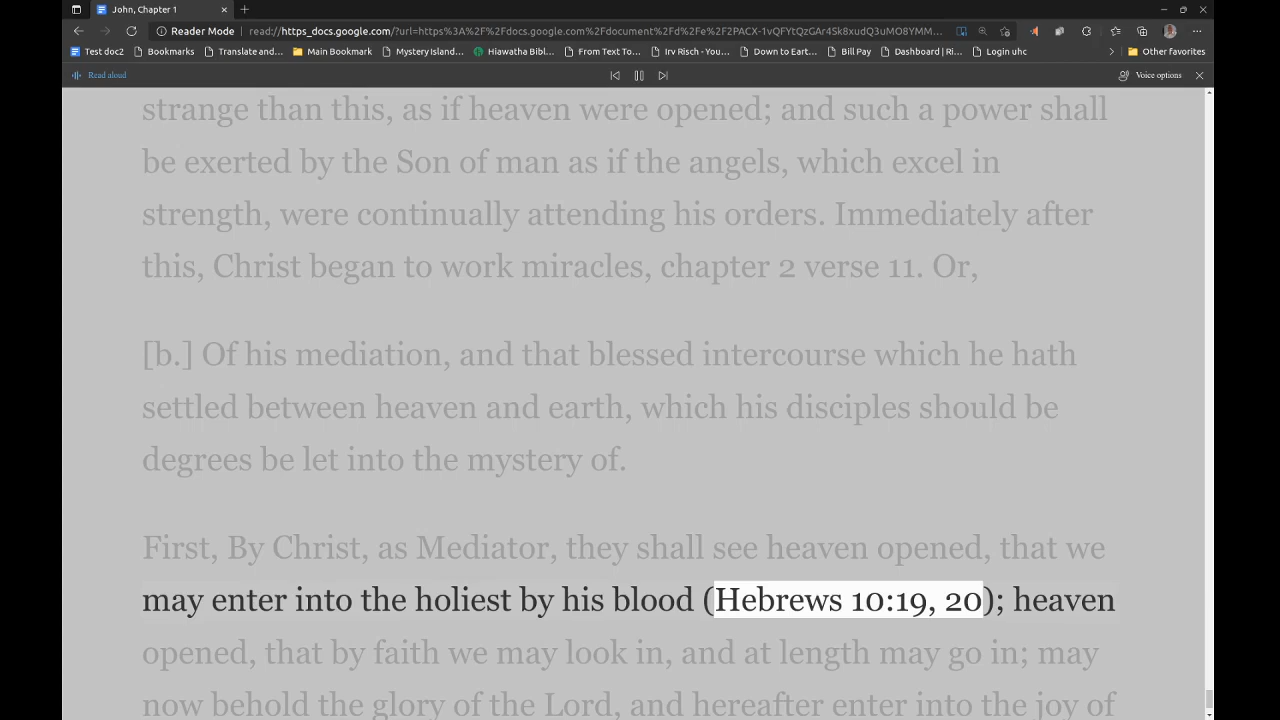 John, Chapter 1
Reader Mode
read://https_docs.google.com/?url=https%3A%2F%2Fdocs.google.com%2Fdocument%2Fd%2Fe%2F2PACX-1vQFYtQzGAr4Sk8xudQ3uMO8YMM...
Test doc2
Bookmarks
Translate and...
Main Bookmark
Mystery Island...
Hiawatha Bibl...
From Text To...
Irv Risch - You...
Down to Eart...
Bill Pay
Dashboard | Ri...
Login uhc
Other favorites
Read aloud
Voice options
strange than this, as if heaven were opened; and such a power shall
be exerted by the Son of man as if the angels, which excel in
strength, were continually attending his orders. Immediately after
this, Christ began to work miracles, chapter 2 verse 11. Or,
[b.] Of his mediation, and that blessed intercourse which he hath
settled between heaven and earth, which his disciples should be
degrees be let into the mystery of.
First, By Christ, as Mediator, they shall see heaven opened, that we
may enter into the holiest by his blood (Hebrews 10:19, 20); heaven
opened, that by faith we may look in, and at length may go in; may
now behold the glory of the Lord, and hereafter enter into the joy of